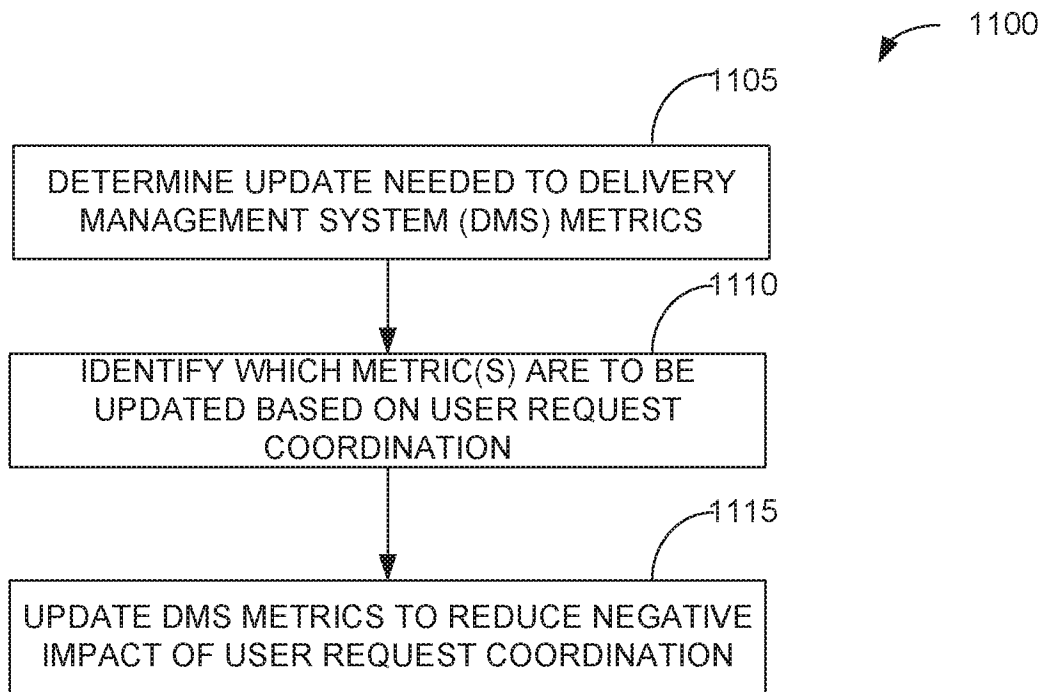 1100
1105
DETERMINE UPDATE NEEDED TO DELIVERY
MANAGEMENT SYSTEM (DMS) METRICS
1110
IDENTIFY WHICH METRIC(S) ARE TO BE
UPDATED BASED ON USER REQUEST
COORDINATION
1115
UPDATE DMS METRICS TO REDUCE NEGATIVE
IMPACT OF USER REQUEST COORDINATION